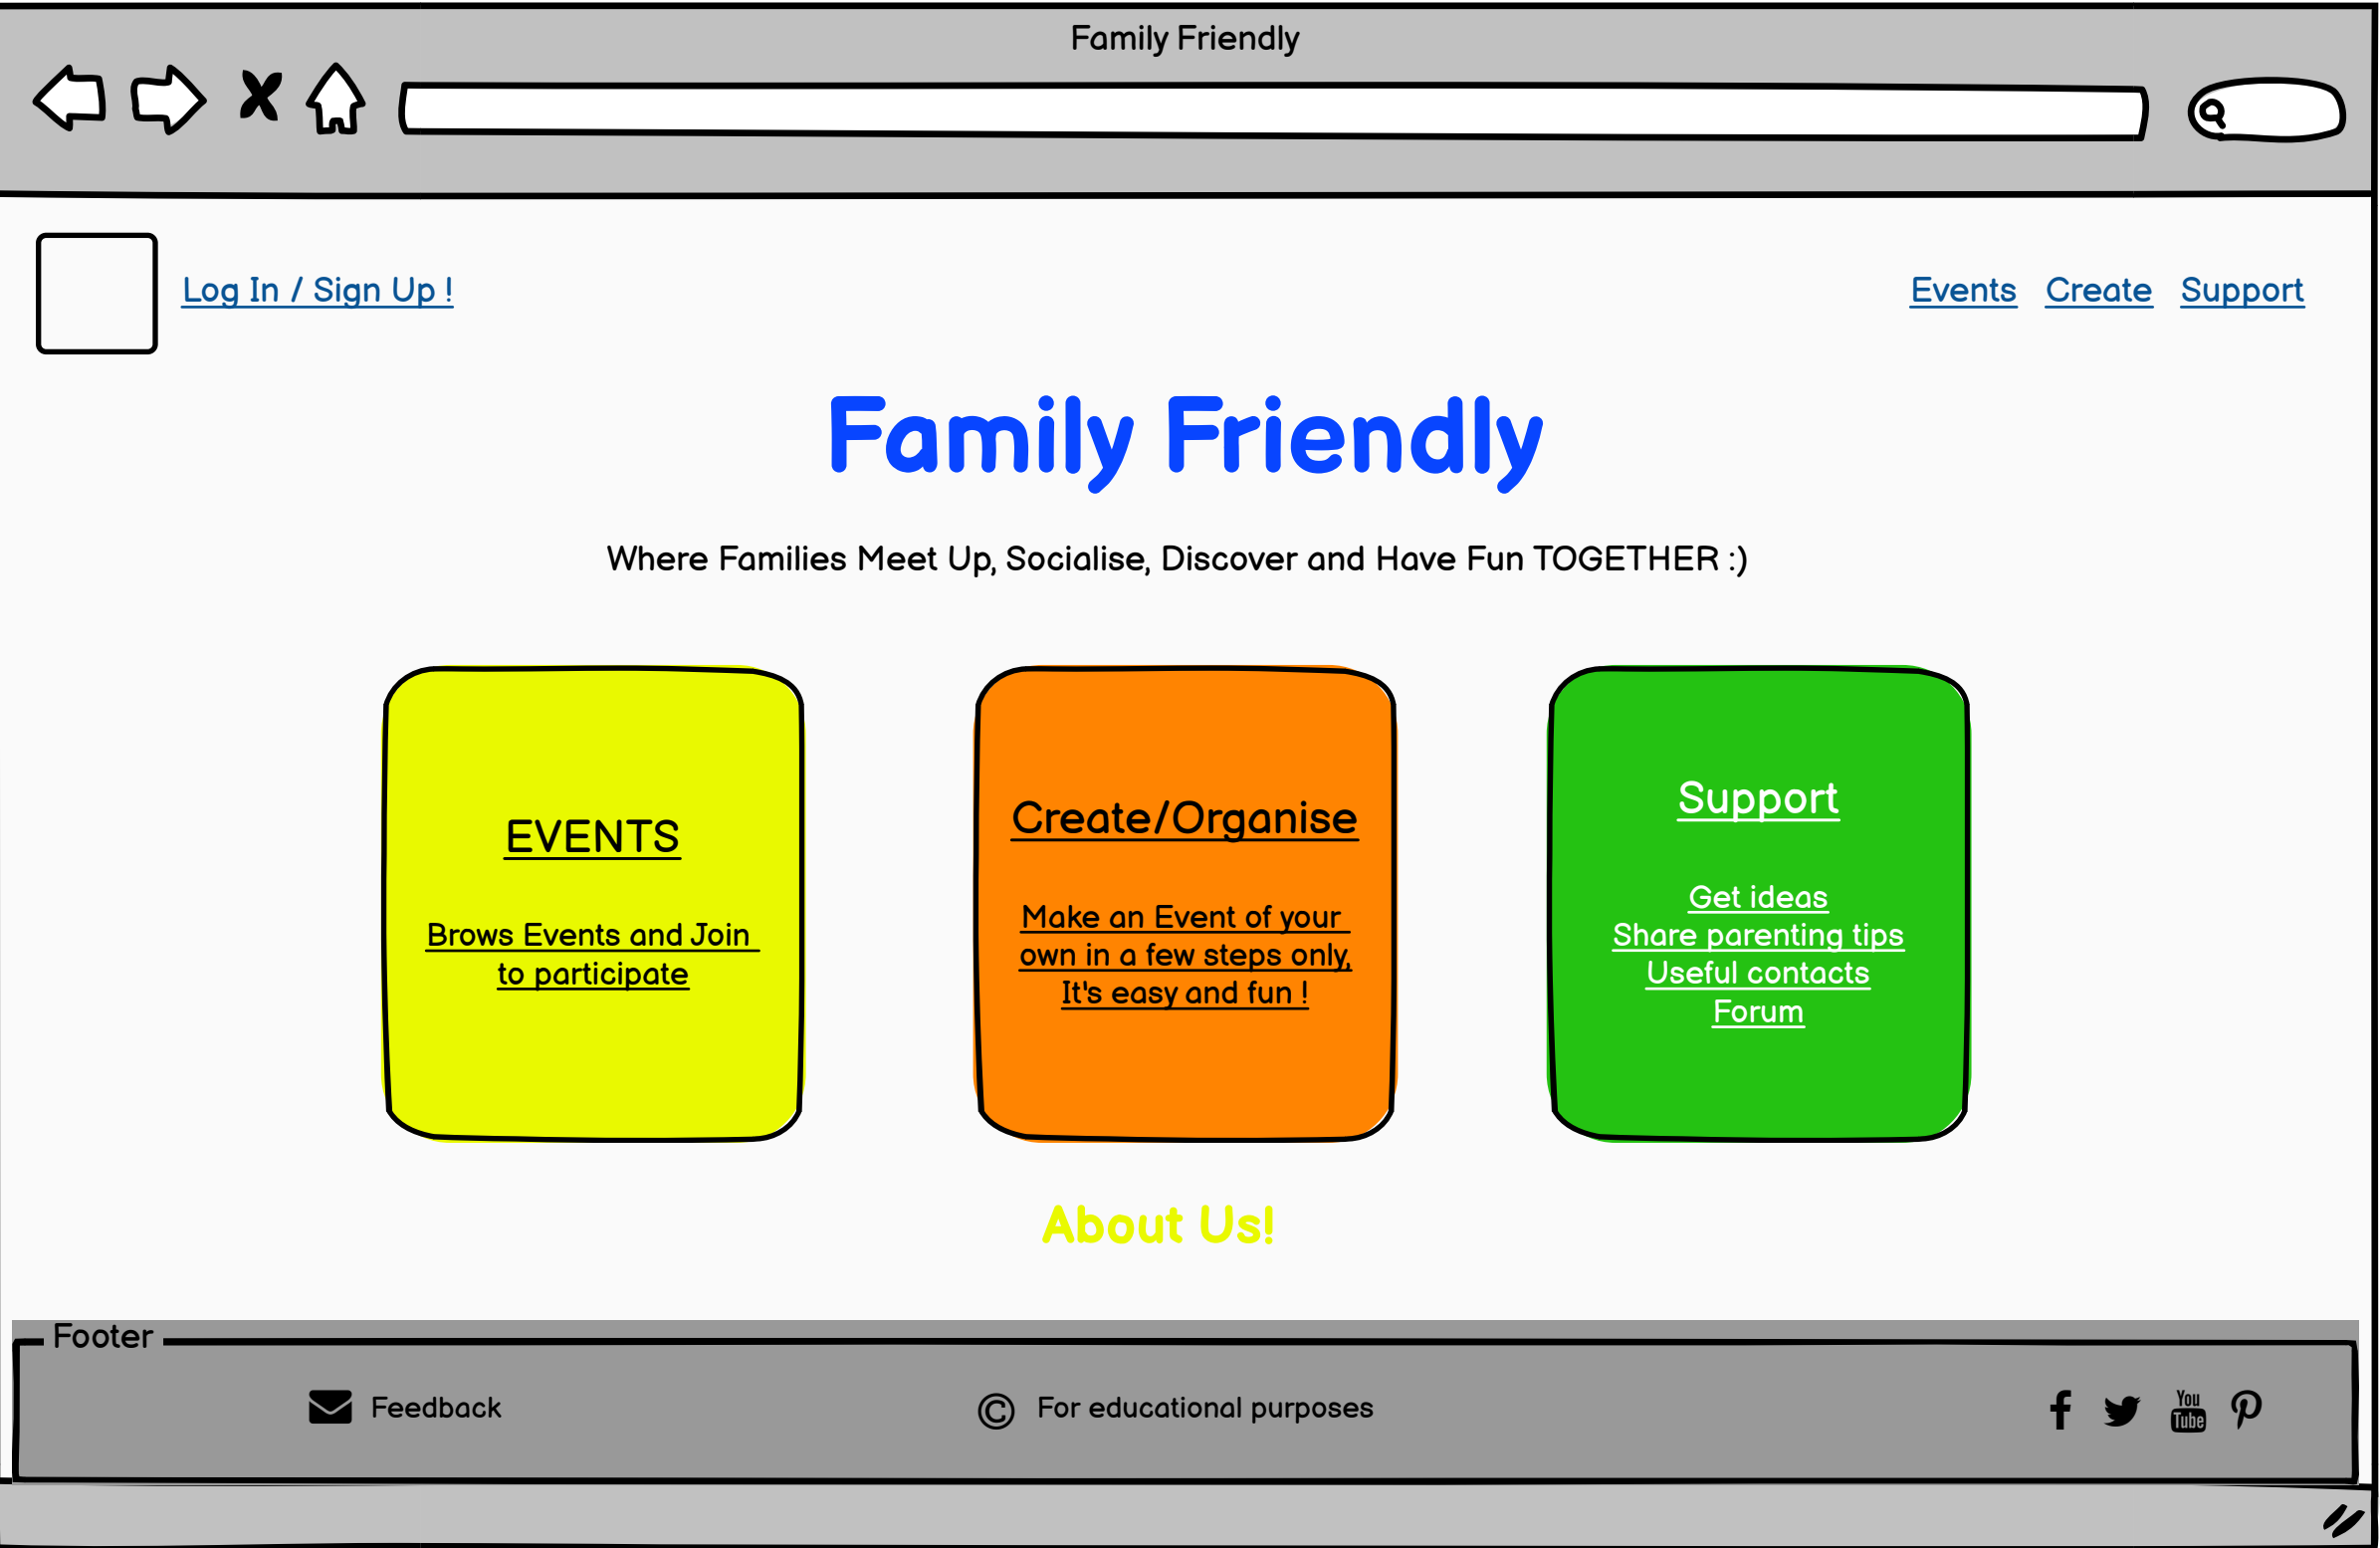 Family Friendly
Log In / Sign Up !
Events Create Support
Family Friendly
Where Families Meet Up, Socialise, Discover and Have Fun TOGETHER :)
EVENTS
Brows Events and Join
to participate
Create/Organise
Make an Event of your
own in a few steps only,
It's easy and fun !
Support
Get ideas
Share parenting tips
Useful contacts
Forum
About Us!
Footer
Feedback
© For educational purposes
You
Tube